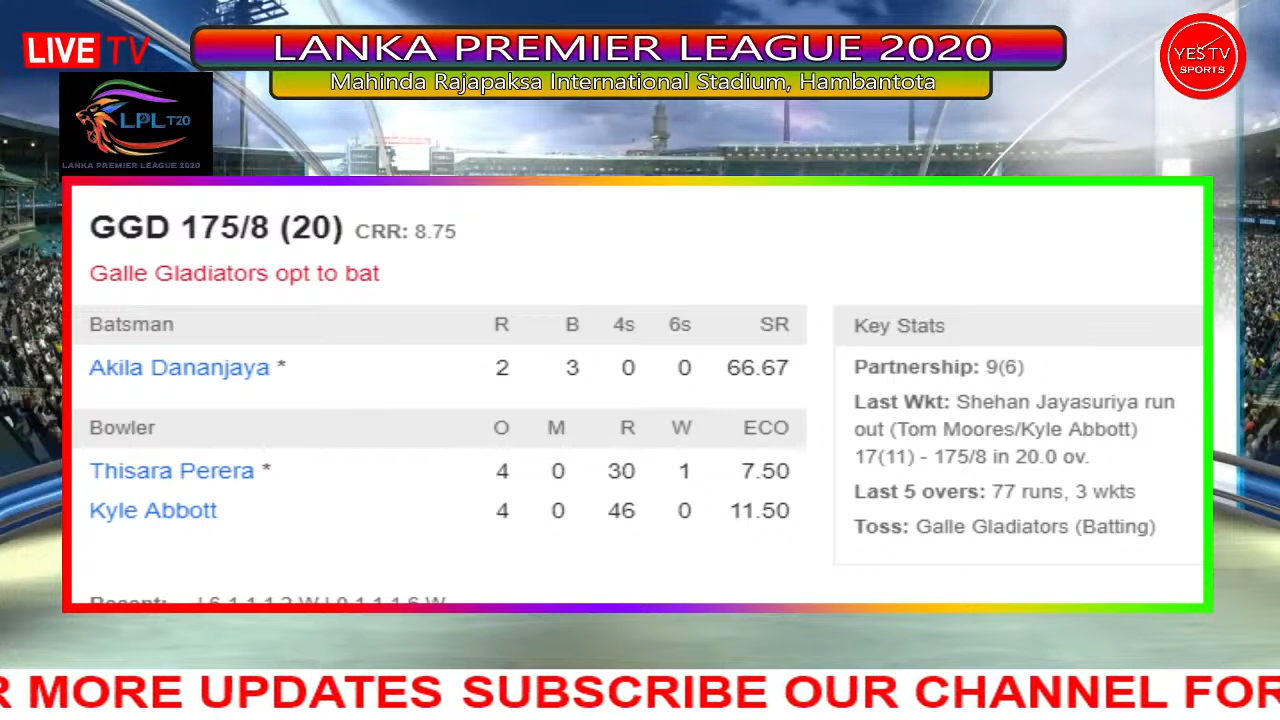 LIVE TV
LANKA PREMIER LEAGUE 2020
Mahinda Rajapaksa International Stadium, Hambantota
YES TV
SPORTS
LPL T20
LANKA PREMIER LEAGUE 2020
GGD 175/8 (20) CRR: 8.75
Galle Gladiators opt to bat
Batsman R B 4s 6s SR
Akila Dananjaya * 2 3 0 0 66.67
Bowler O M R W ECO
Thisara Perera * 4 0 30 1 7.50
Kyle Abbott 4 0 46 0 11.50
Key Stats
Partnership: 9(6)
Last Wkt: Shehan Jayasuriya run
out (Tom Moores/Kyle Abbott)
17(11) - 175/8 in 20.0 ov.
Last 5 overs: 77 runs, 3 wkts
Toss: Galle Gladiators (Batting)
Recent:
R MORE UPDATES SUBSCRIBE OUR CHANNEL FOR